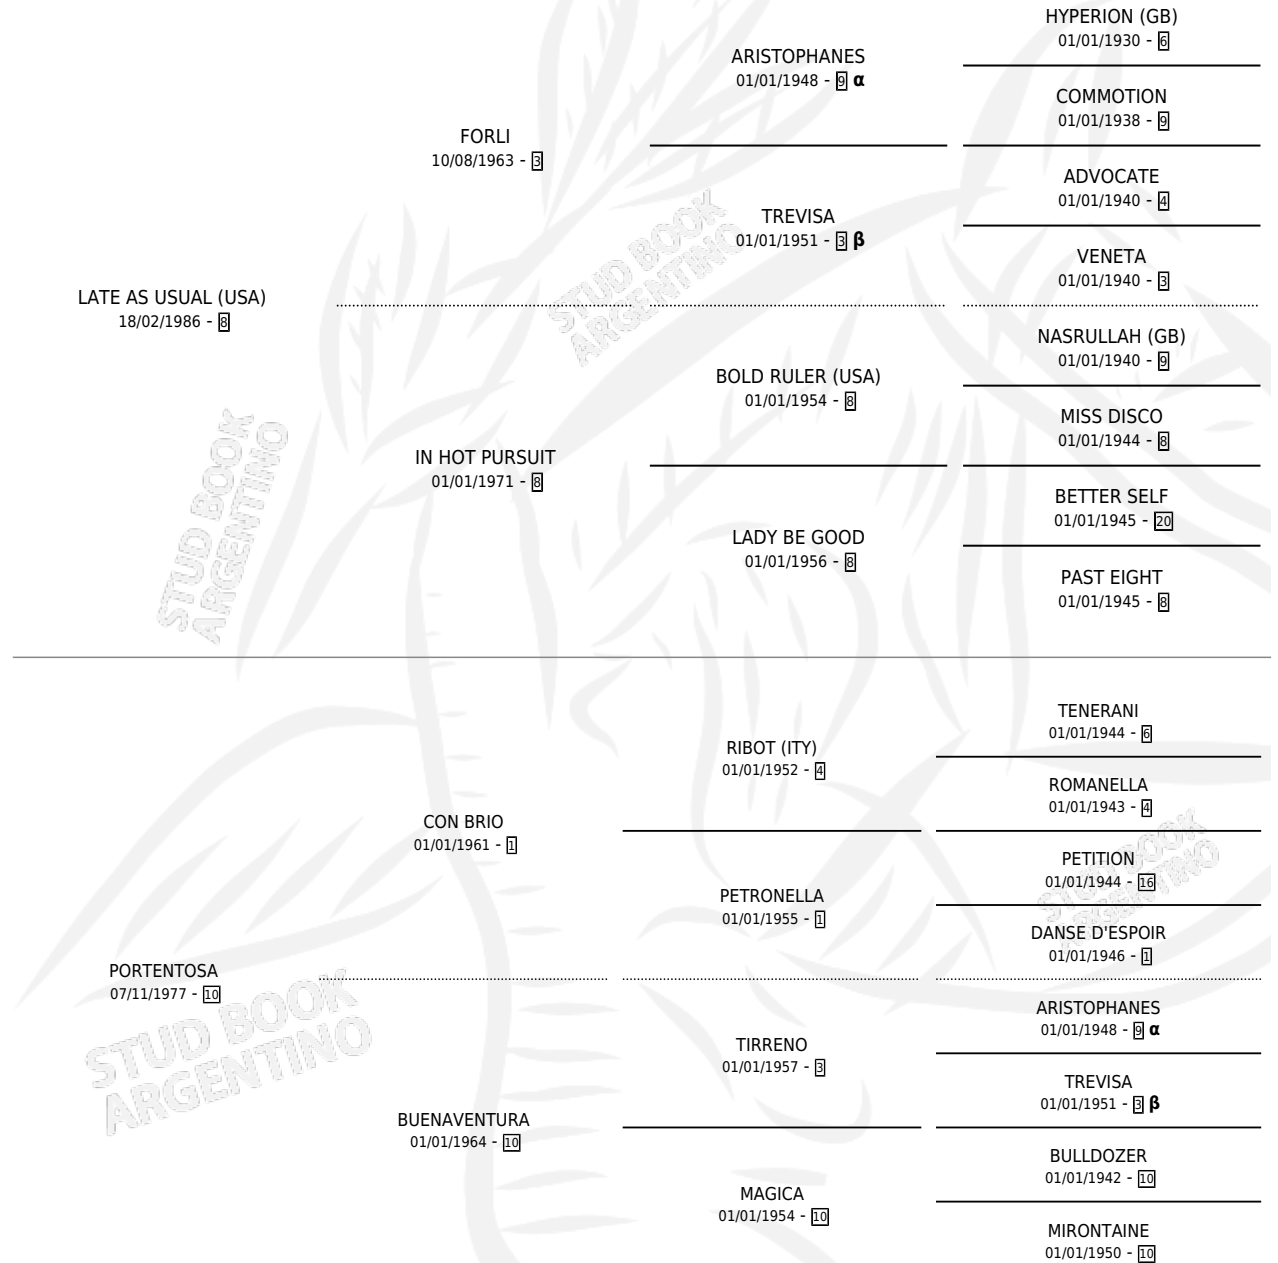 HYPERION (GB)
01/01/1930 - 6
ARISTOPHANES
01/01/1948 - 9 α
COMMOTION
01/01/1938 - 9
FORLI
10/08/1963 - 3
ADVOCATE
01/01/1940 - 4
TREVISA
01/01/1951 - 3 β
VENETA
01/01/1940 - 3
LATE AS USUAL (USA)
18/02/1986 - 8
NASRULLAH (GB)
01/01/1940 - 9
BOLD RULER (USA)
01/01/1954 - 8
MISS DISCO
01/01/1944 - 8
IN HOT PURSUIT
01/01/1971 - 8
BETTER SELF
01/01/1945 - 20
LADY BE GOOD
01/01/1956 - 8
PAST EIGHT
01/01/1945 - 8
TENERANI
01/01/1944 - 6
RIBOT (ITY)
01/01/1952 - 4
ROMANELLA
01/01/1943 - 4
CON BRIO
01/01/1961 - 1
PETITION
01/01/1944 - 16
PETRONELLA
01/01/1955 - 1
DANSE D'ESPOIR
01/01/1946 - 1
PORTENTOSA
07/11/1977 - 10
ARISTOPHANES
01/01/1948 - 9 α
TIRRENO
01/01/1957 - 3
TREVISA
01/01/1951 - 3 β
BUENAVENTURA
01/01/1964 - 10
BULLDOZER
01/01/1942 - 10
MAGICA
01/01/1954 - 10
MIRONTAINE
01/01/1950 - 10
STUD BOOK
ARGENTINO
STUD BOOK
ARGENTINO
STUD BOOK
ARGENTINO
STUD BOOK
ARGENTINO